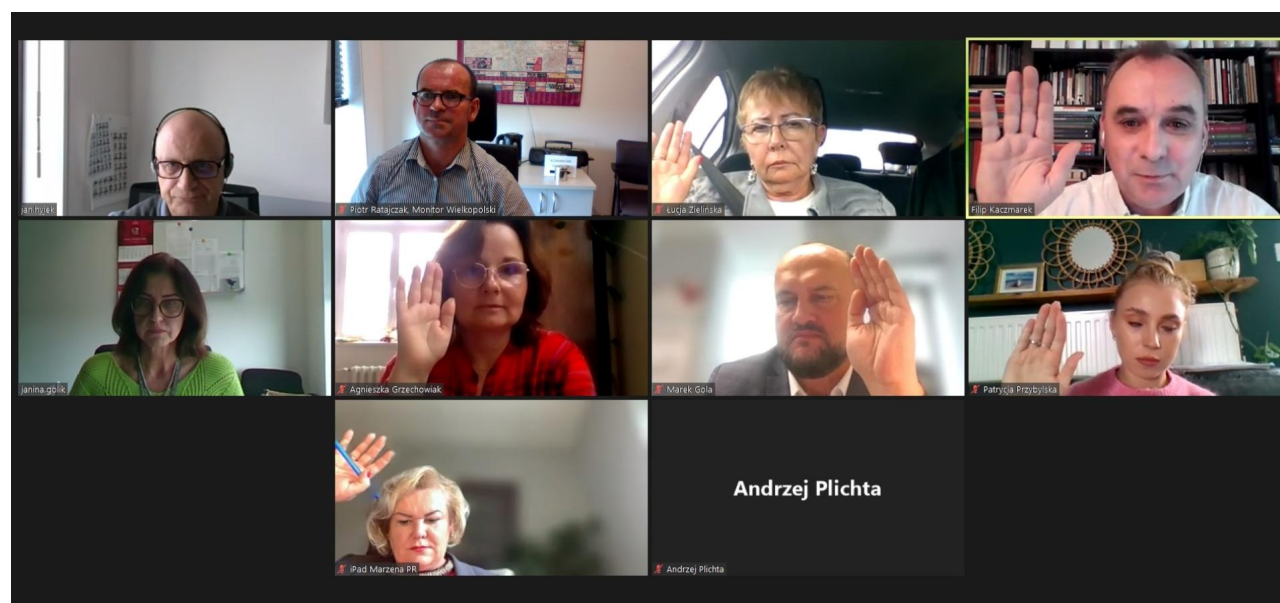 jan.hyjek
Piotr Ratajczak, Monitor Wielkopolski
Łucja Zielińska
Filip Kaczmarek
janina.golik
Agnieszka Grzechowiak
Marek Gola
Patrycja Przybylska
Andrzej Plichta
iPad Marzena PR
Andrzej Plichta